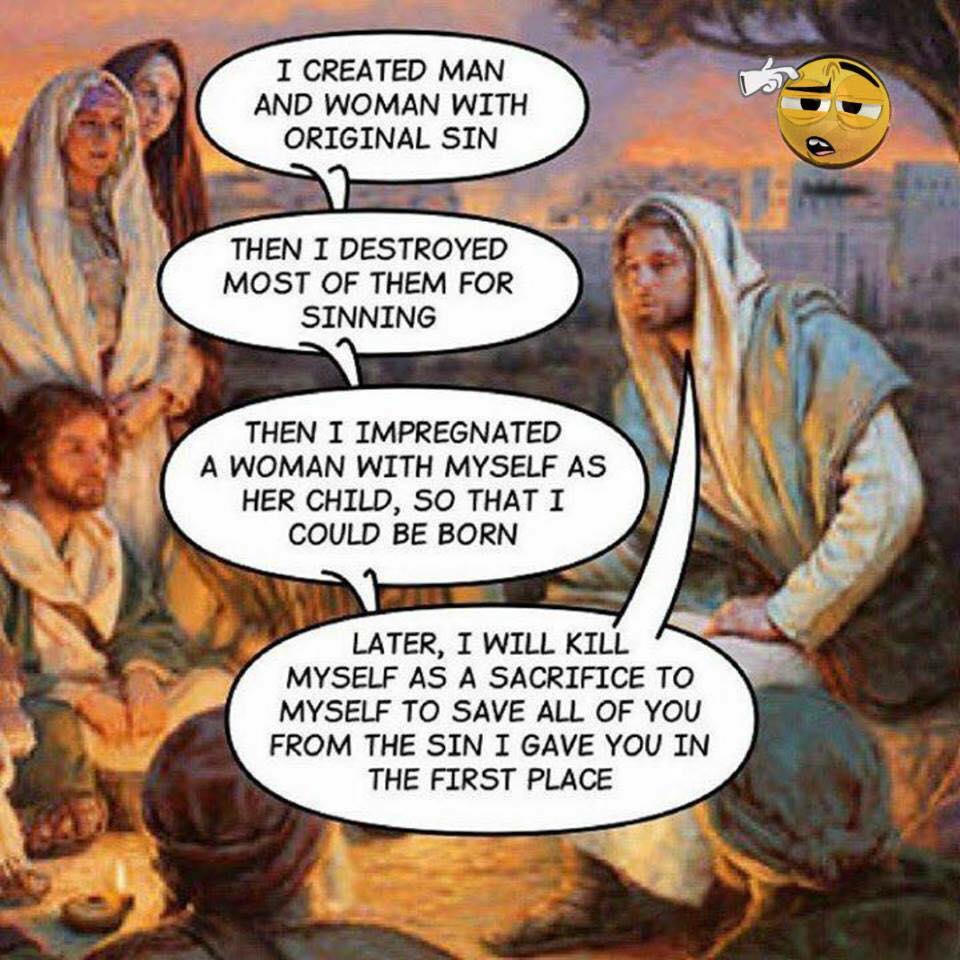 I CREATED MAN
AND WOMAN WITH
ORIGINAL SIN
THEN I DESTROYED
MOST OF THEM FOR
SINNING
THEN I IMPREGNATED
A WOMAN WITH MYSELF AS
HER CHILD, SO THAT I
COULD BE BORN
LATER, I WILL KILL
MYSELF AS A SACRIFICE TO
MYSELF TO SAVE ALL OF YOU
FROM THE SIN I GAVE YOU IN
THE FIRST PLACE